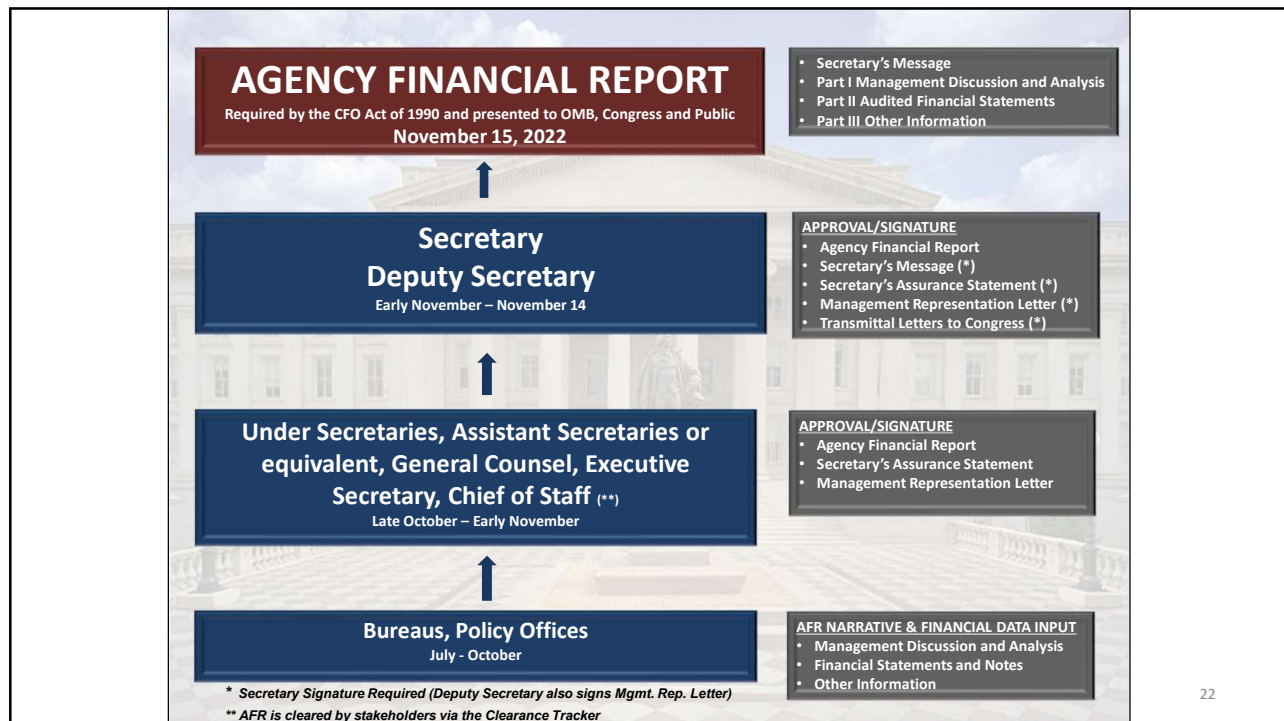 AGENCY FINANCIAL REPORT
Required by the CFO Act of 1990 and presented to OMB, Congress and Public
November 15, 2022
• Secretary's Message
• Part I Management Discussion and Analysis
• Part II Audited Financial Statements
• Part III Other Information
Secretary
Deputy Secretary
Early November – November 14
APPROVAL/SIGNATURE
• Agency Financial Report
• Secretary's Message (*)
• Secretary's Assurance Statement (*)
• Management Representation Letter (*)
• Transmittal Letters to Congress (*)
Under Secretaries, Assistant Secretaries or
equivalent, General Counsel, Executive
Secretary, Chief of Staff (**)
Late October – Early November
APPROVAL/SIGNATURE
• Agency Financial Report
• Secretary's Assurance Statement
• Management Representation Letter
Bureaus, Policy Offices
July - October
AFR NARRATIVE & FINANCIAL DATA INPUT
• Management Discussion and Analysis
• Financial Statements and Notes
• Other Information
* Secretary Signature Required (Deputy Secretary also signs Mgmt. Rep. Letter)
** AFR is cleared by stakeholders via the Clearance Tracker
22